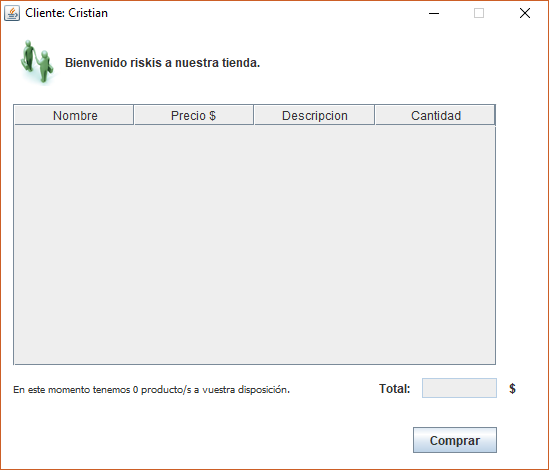 Cliente: Cristian
Bienvenido riskis a nuestra tienda.
Nombre Precio $ Descripcion Cantidad
En este momento tenemos 0 producto/s a vuestra disposición. Total: $
Comprar